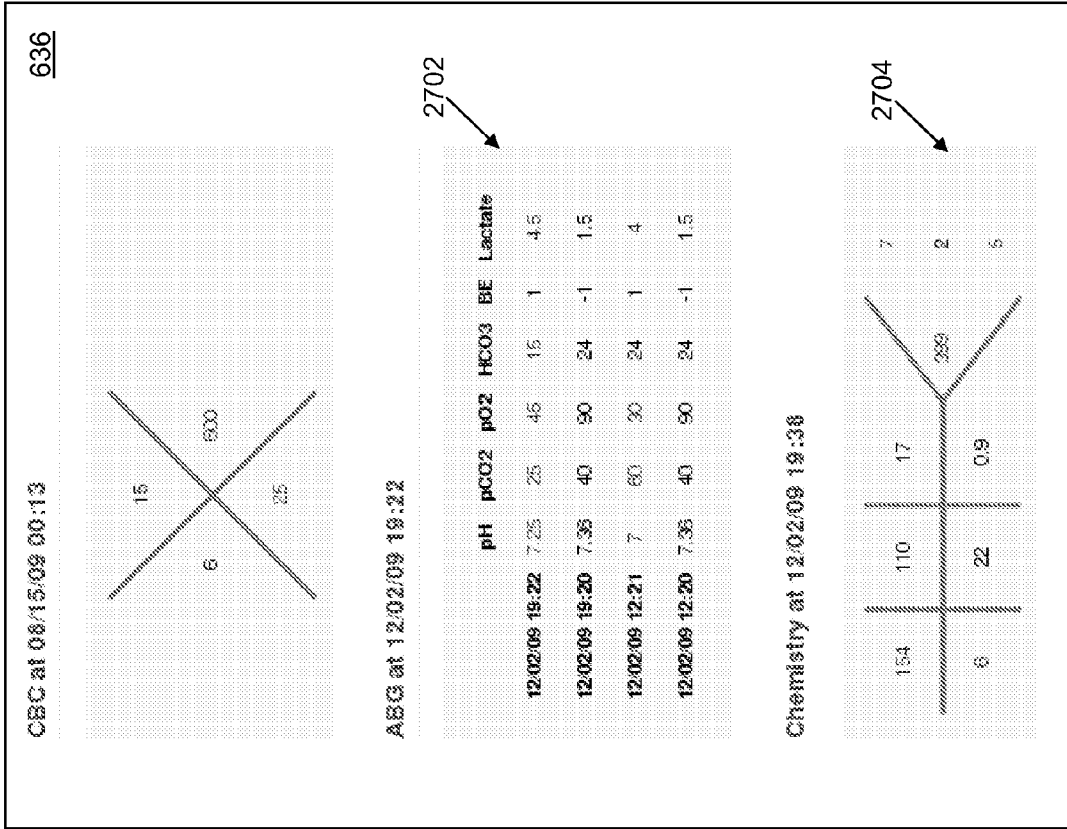 636
CBC at 08/15/09 00:13
15
6 600
25
ABG at 12/02/09 19:22
2702
pH pCO2 pO2 HCO3 BE Lactate
12/02/09 19:22 7.25 25 45 15 1 4.5
12/02/09 19:20 7.35 40 90 24 -1 1.5
12/02/09 12:21 7 60 30 24 1 4
12/02/09 12:20 7.35 40 90 24 -1 1.5
Chemistry at 12/02/09 19:38
2704
154 110 17 7
399 2
6 22 0.9 5